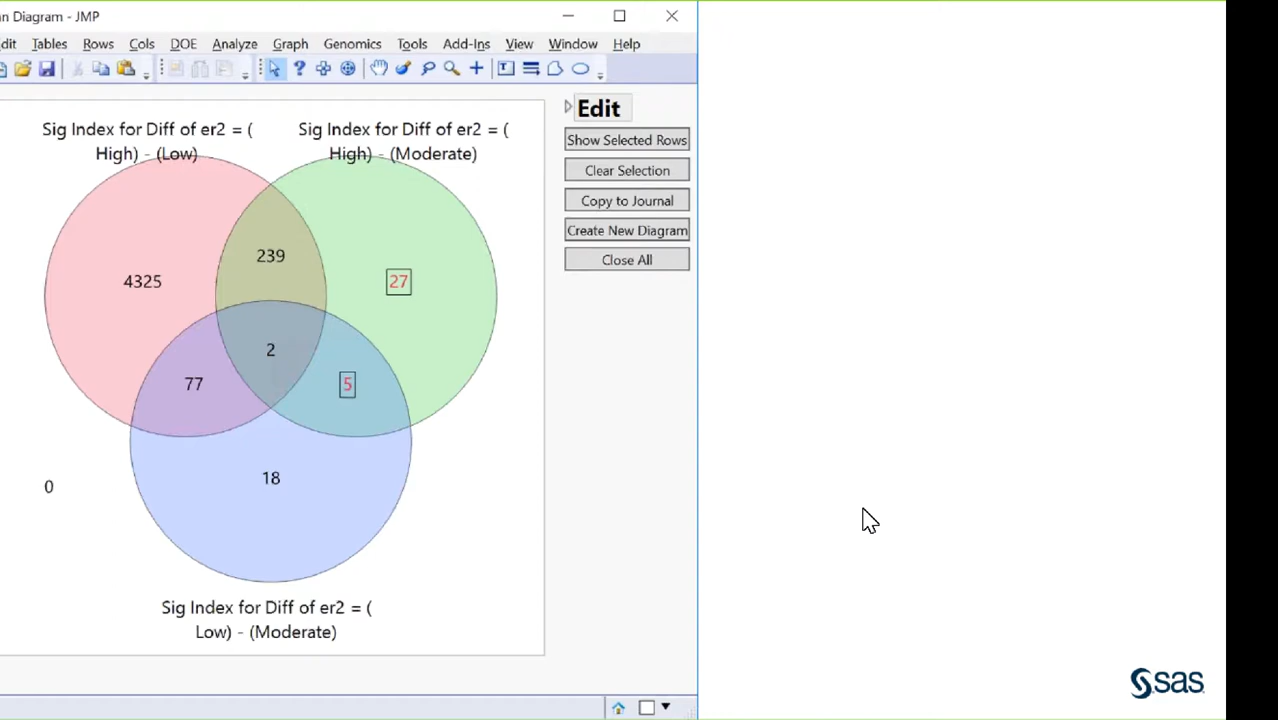 an Diagram - JMP
dit Tables Rows Cols DOE Analyze Graph Genomics Tools Add-Ins View Window Help
Edit
Show Selected Rows
Clear Selection
Copy to Journal
Create New Diagram
Close All
Sig Index for Diff of er2 = (
High) - (Low)
Sig Index for Diff of er2 = (
High) - (Moderate)
239
4325
27
2
77
5
18
0
Sig Index for Diff of er2 = (
Low) - (Moderate)
sas